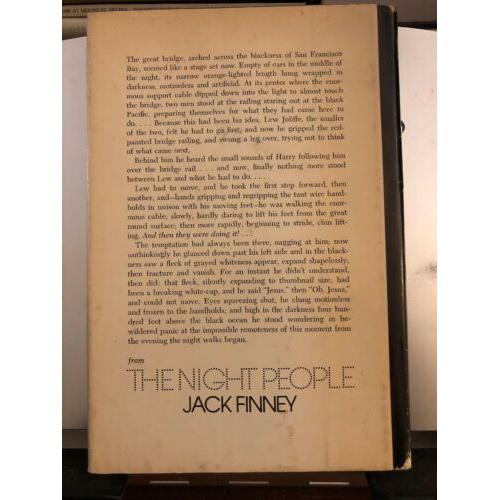 The great bridge, arched across the blackness of San Francisco
Bay, seemed like a stage set now. Empty of cars in the middle of
the night, its narrow orange-lighted length hung wrapped in
darkness, motionless and artificial. At its center where the enor-
mous support cable dipped down into the light to almost touch
the bridge, two men stood at the railing staring out at the black
Pacific, preparing themselves for what they had come here to
do. . . . Because this had been his idea, Lew Joliffe, the smaller
of the two, felt he had to go first, and now he gripped the red-
painted bridge railing, and swung a leg over, trying not to think
of what came next.
Behind him he heard the small sounds of Harry following him
over the bridge rail . . . and now, finally nothing more stood
between Lew and what he had to do. . . .
Lew had to move, and he took the first step forward, then
another, and—hands gripping and regripping the taut wire hand-
holds in unison with his moving feet—he was walking the enor-
mous cable; slowly, hardly daring to lift his feet from the great
round surface; then more rapidly, beginning to stride, chin lift-
ing. And then they were doing it! . . .
The temptation had always been there, nagging at him; now
unthinkingly he glanced down past his left side and in the black-
ness saw a fleck of grayed whiteness appear, expand shapelessly,
then fracture and vanish. For an instant he didn't understand,
then did: that fleck, silently expanding to thumbnail size, had
been a breaking white-cap, and he said "Jesus," then "Oh, Jesus,"
and could not move. Eyes squeezing shut, he clung motionless
and frozen to the handholds, and high in the darkness four hun-
dred feet above the black ocean he stood wondering in be-
wildered panic at the impossible remoteness of this moment from
the evening the night walks began.
from
THE NIGHT PEOPLE
JACK FINNEY